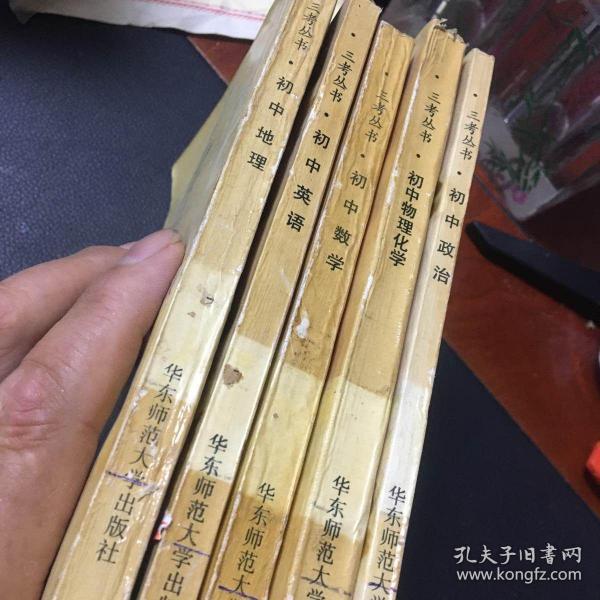 ·三考丛书·初中地理
华东师范大学出版社
·三考丛书·初中英语
华东师范大学出版
·三考丛书·初中数学
华东师范大
·三考丛书·初中物理化学
华东师范大学
·三考丛书·初中政治
华东师范大学
孔夫子旧书网
www.kongfz.com